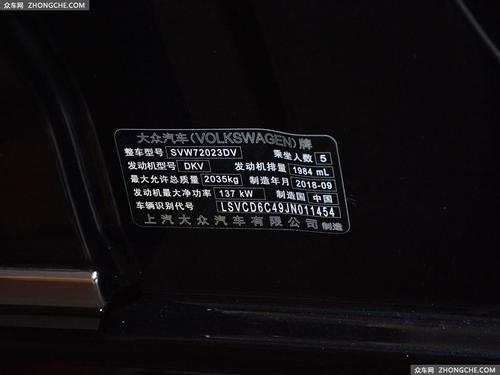 众车网 ZHONGCHE.COM
大众汽车(VOLKSWAGEN)牌
整车型号 SVW72023DV 乘坐人数 5
发动机型号 DKV 发动机排量 1984 mL
最大允许总质量 2035kg 制造年月 2018-09
发动机最大净功率 137 kW 制造国 中国
车辆识别代号 LSVCD6C49JN011454
上汽大众汽车有限公司 制造
众车网 ZHONGCHE.COM